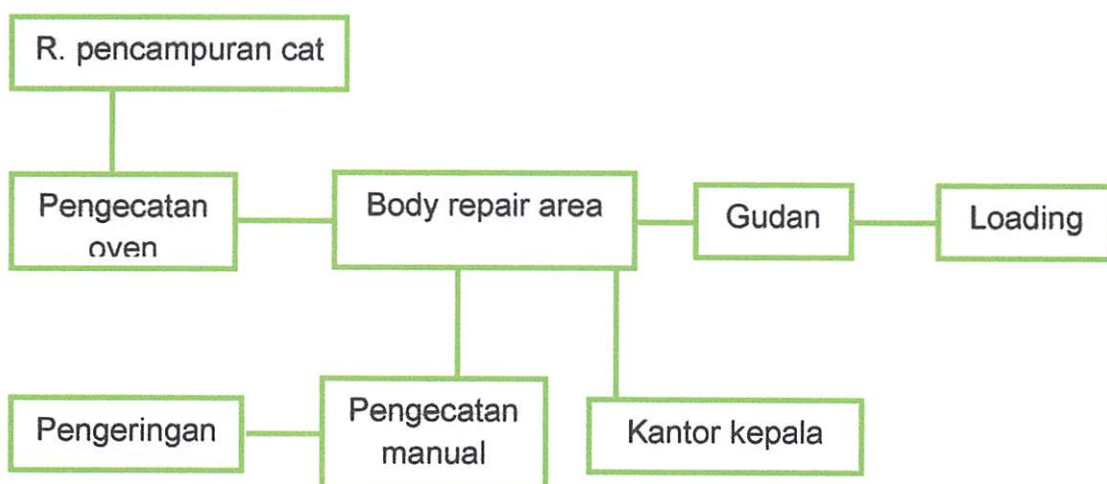 R. pencampuran cat
Pengecatan
oven
Body repair area
Gudan
Loading
Pengeringan
Pengecatan
manual
Kantor kepala